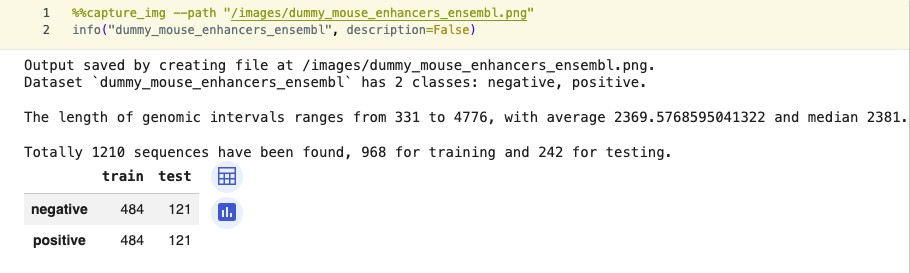 1 %%capture_img --path "/images/dummy_mouse_enhancers_ensembl.png"
2 info("dummy_mouse_enhancers_ensembl", description=False)
Output saved by creating file at /images/dummy_mouse_enhancers_ensembl.png.
Dataset `dummy_mouse_enhancers_ensembl` has 2 classes: negative, positive.
The length of genomic intervals ranges from 331 to 4776, with average 2369.5768595041322 and median 2381.
Totally 1210 sequences have been found, 968 for training and 242 for testing.
train test
negative 484 121
positive 484 121